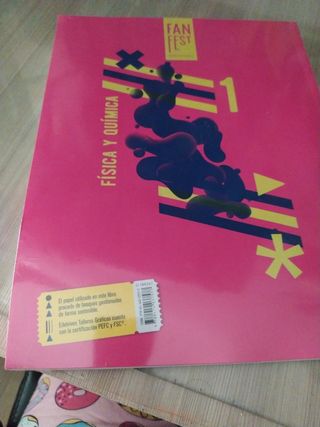 FAN
FEST
1
FÍSICA Y QUÍMICA
El papel utilizado en este libro
procede de bosques gestionados
de forma sostenible.
Edelvives Talleres Gráficos cuenta
con la certificación PEFC y FSC®.